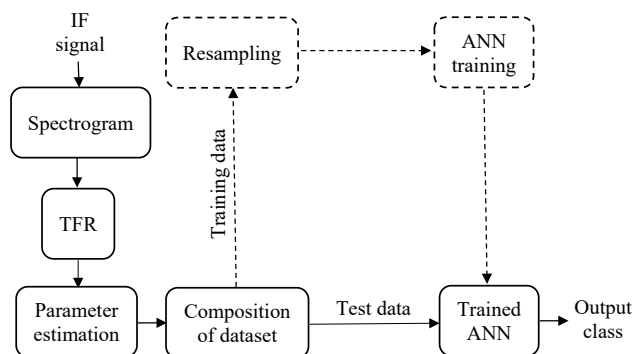 IF
signal
Spectrogram
TFR
Parameter
estimation
Composition
of dataset
Training data
Resampling
ANN
training
Test data
Trained
ANN
Output
class